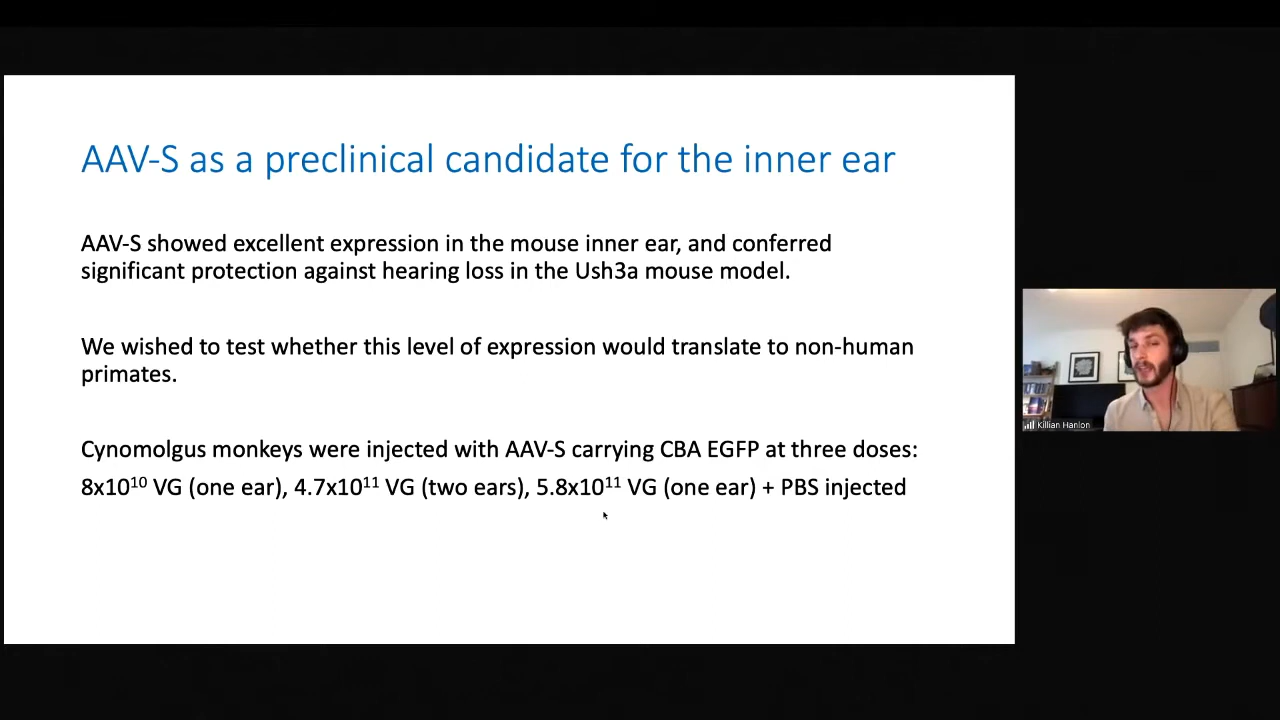 AAV-S as a preclinical candidate for the inner ear
AAV-S showed excellent expression in the mouse inner ear, and conferred
significant protection against hearing loss in the Ush3a mouse model.
We wished to test whether this level of expression would translate to non-human
primates.
Cynomolgus monkeys were injected with AAV-S carrying CBA EGFP at three doses:
8x10¹⁰ VG (one ear), 4.7x10¹¹ VG (two ears), 5.8x10¹¹ VG (one ear) + PBS injected
Killian Hanlon